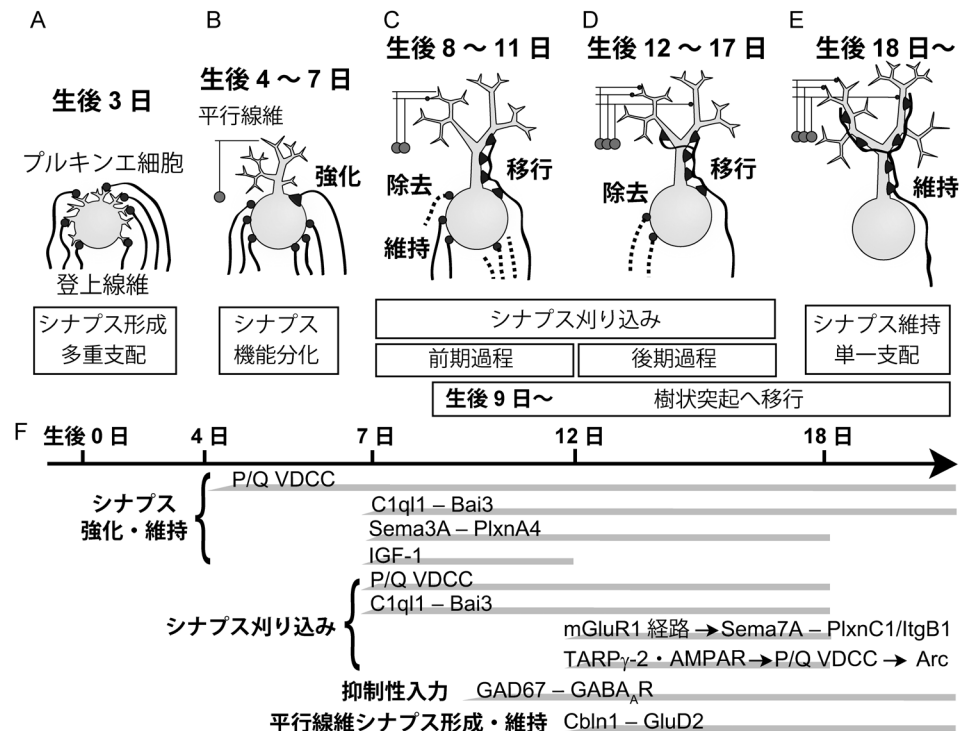 A
B
C
D
E
生後 3 日
生後 4 ~ 7 日
生後 8 ~ 11 日
生後 12 ~ 17 日
生後 18 日~
平行線維
プルキンエ細胞
強化
移行
除去
維持
移行
除去
維持
登上線維
シナプス形成
多重支配
シナプス
機能分化
シナプス刈り込み
前期過程
後期過程
シナプス維持
単一支配
生後 9 日~ 樹状突起へ移行
F
生後 0 日
4 日
7 日
12 日
18 日
シナプス
強化・維持
P/Q VDCC
C1ql1 – Bai3
Sema3A – PlxnA4
IGF-1
シナプス刈り込み
P/Q VDCC
C1ql1 – Bai3
mGluR1 経路 → Sema7A – PlxnC1/ItgB1
TARPγ-2・AMPAR → P/Q VDCC → Arc
抑制性入力 GAD67 – GABAAR
平行線維シナプス形成・維持 Cbln1 – GluD2